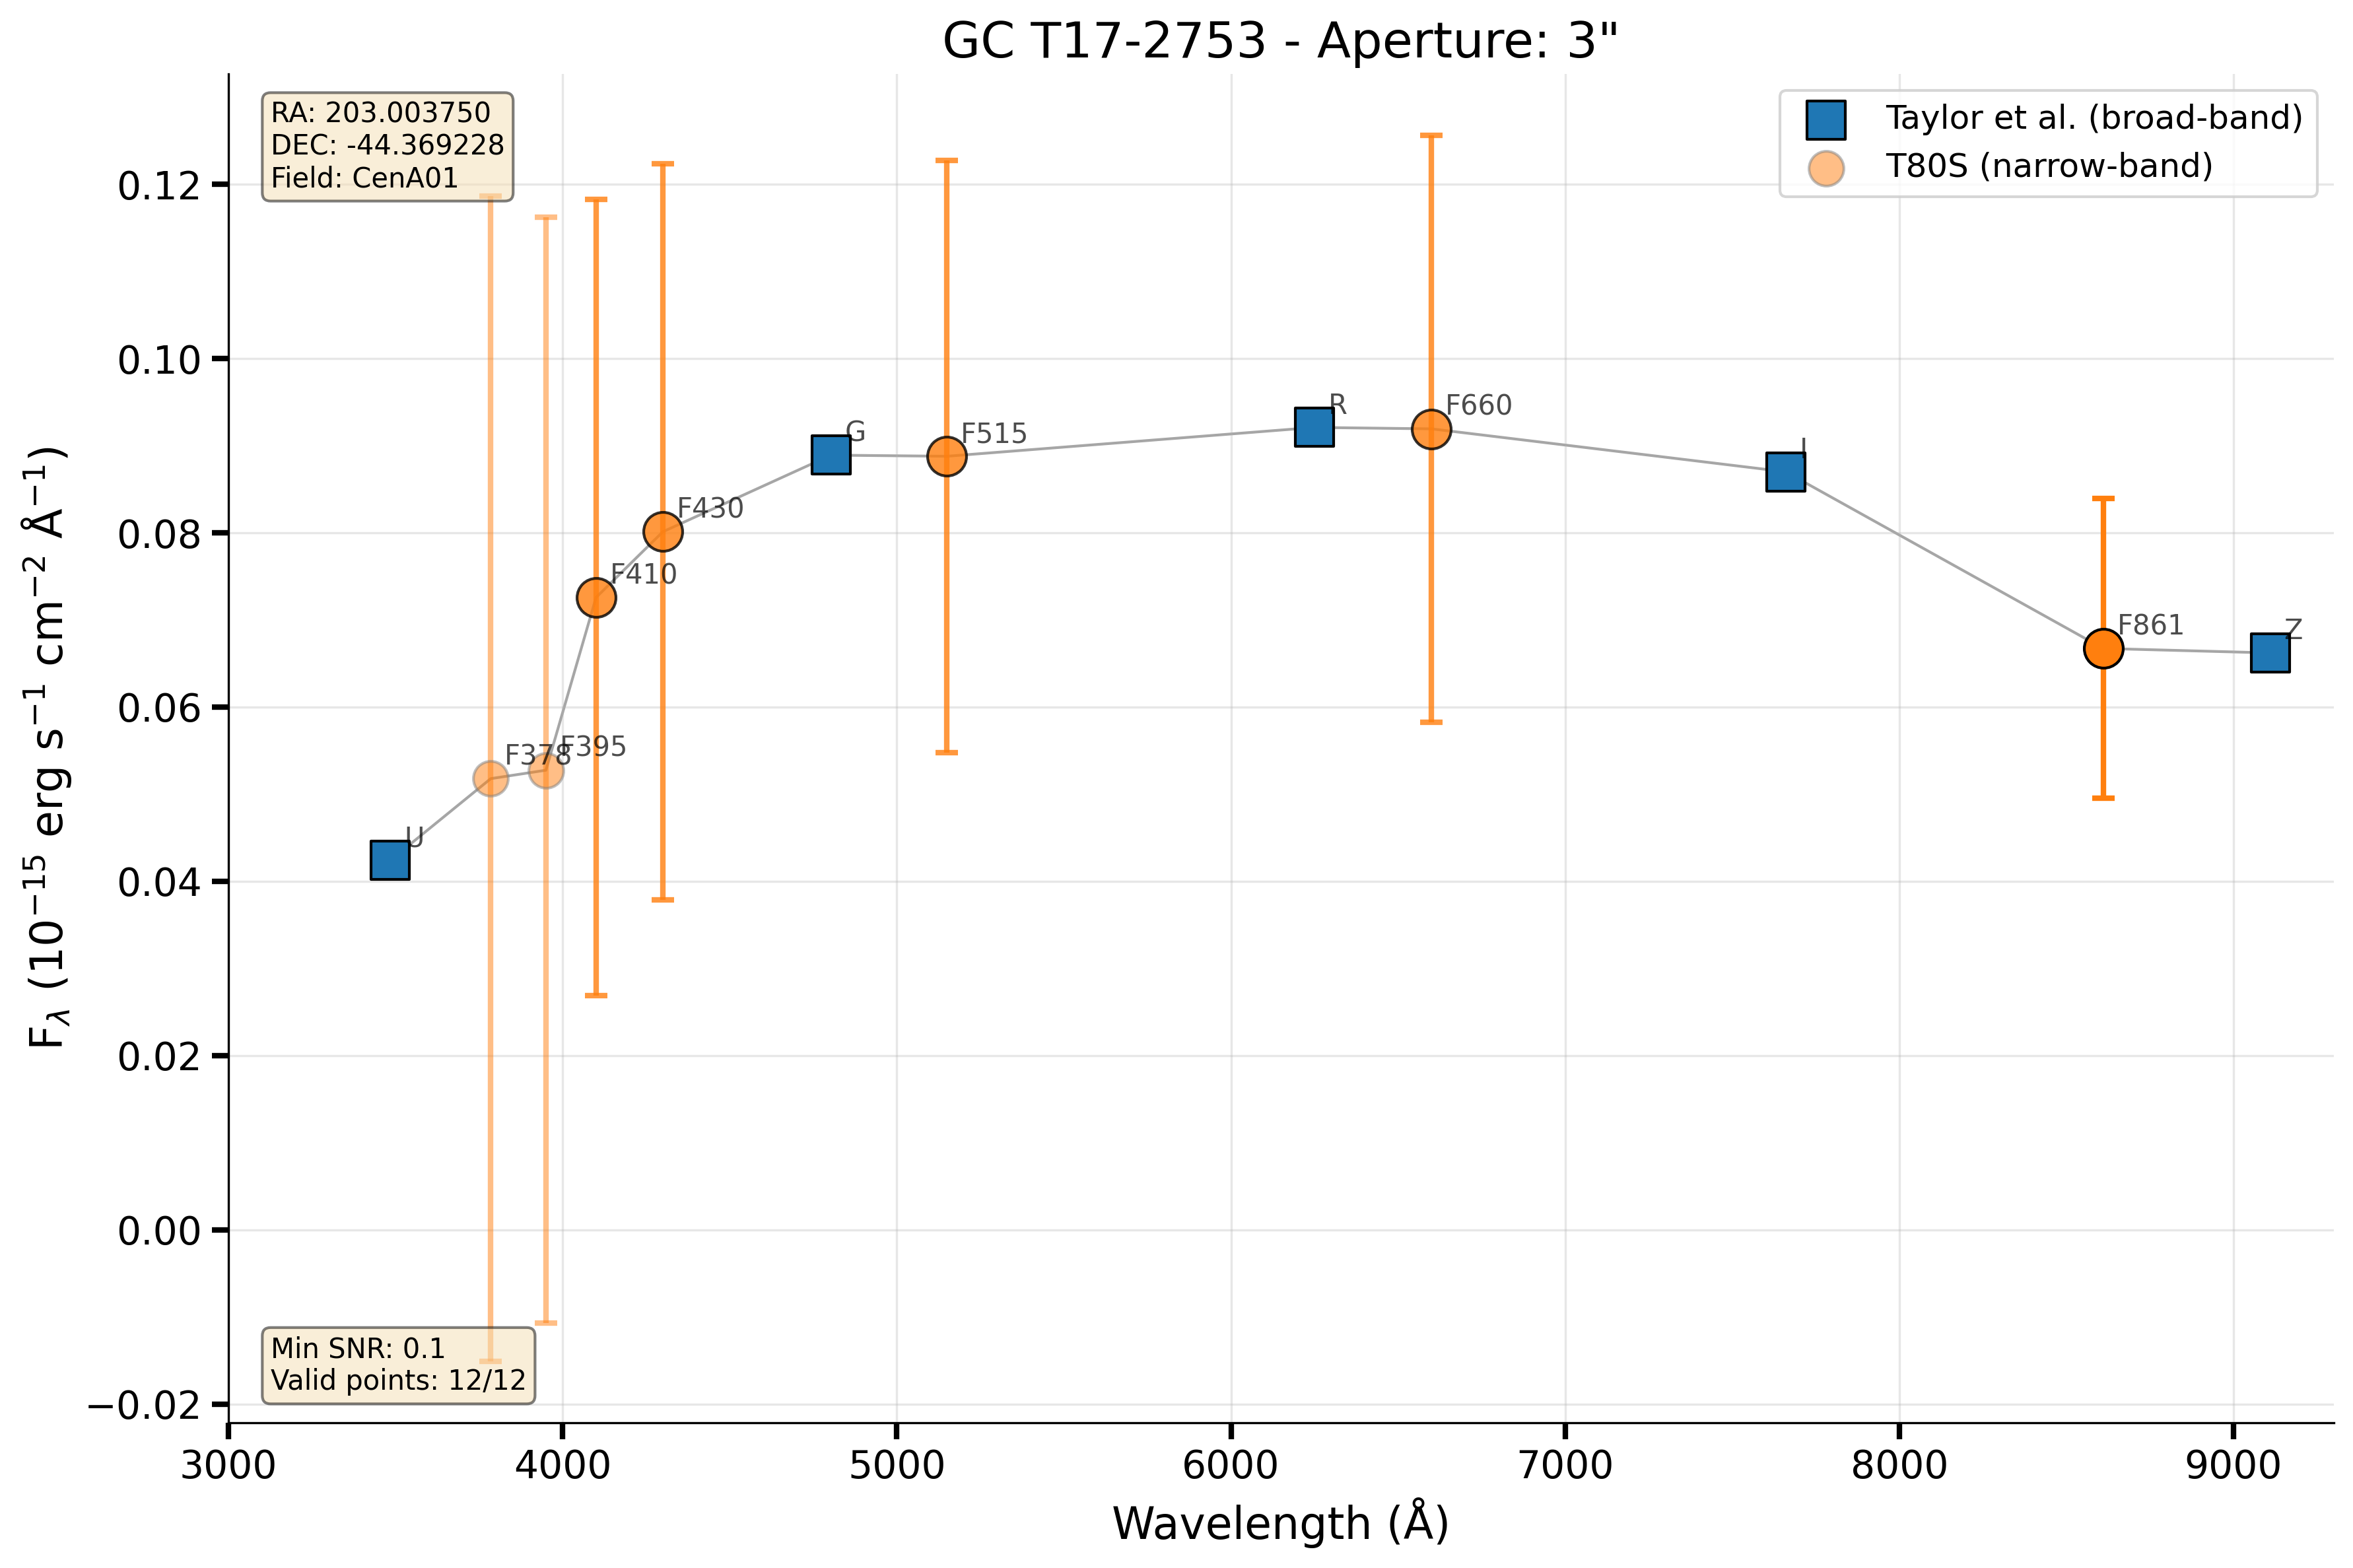 GC T17-2753 - Aperture: 3"
RA: 203.003750
DEC: -44.369228
Field: CenA01
Taylor et al. (broad-band)
T80S (narrow-band)
0.12
0.10
0.08
0.06
0.04
0.02
0.00
−0.02
F_λ (10⁻¹⁵ erg s⁻¹ cm⁻² Å⁻¹)
U
F378
F395
F410
F430
G
F515
R
F660
I
F861
Z
Min SNR: 0.1
Valid points: 12/12
3000 4000 5000 6000 7000 8000 9000
Wavelength (Å)